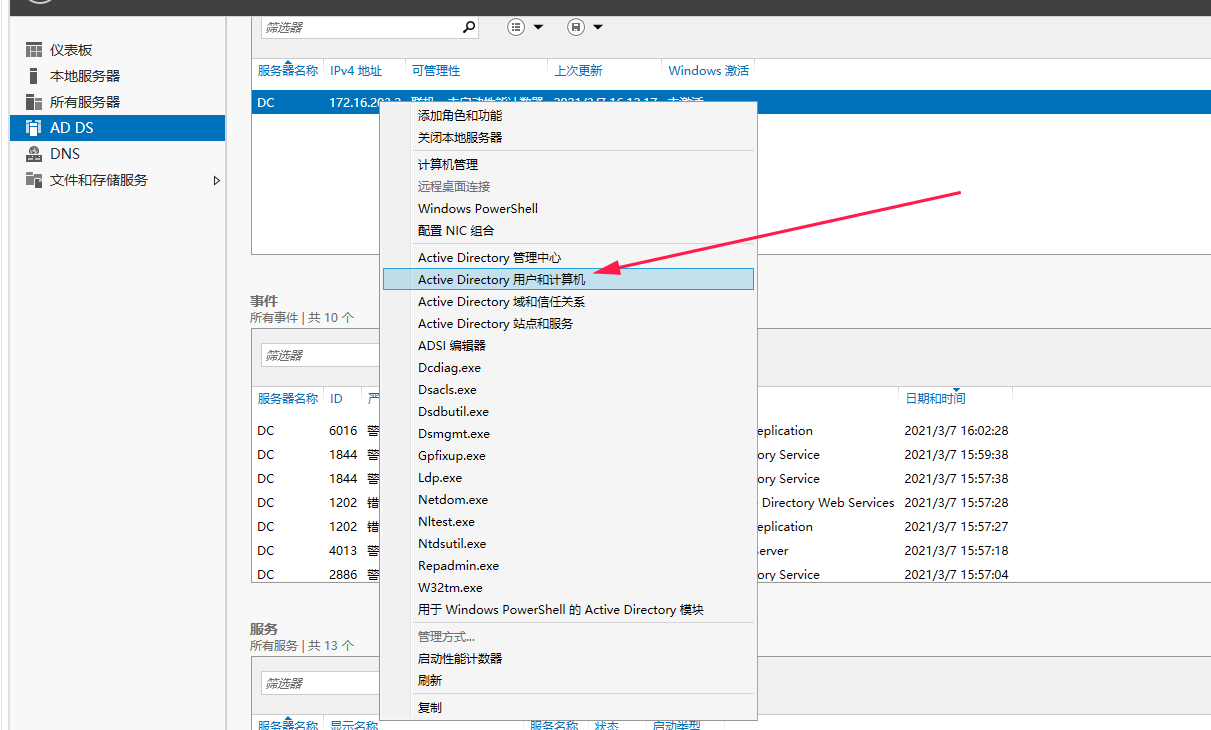 仪表板
本地服务器
所有服务器
AD DS
DNS
文件和存储服务
筛选器
服务器名称 IPv4 地址 可管理性 上次更新 Windows 激活
DC 172.16.202.2 联机 - 未启动性能计数器 2021/3/7 16:12:17 未激活
添加角色和功能
关闭本地服务器
计算机管理
远程桌面连接
Windows PowerShell
配置 NIC 组合
Active Directory 管理中心
Active Directory 用户和计算机
Active Directory 域和信任关系
Active Directory 站点和服务
ADSI 编辑器
Dcdiag.exe
Dsacls.exe
Dsdbutil.exe
Dsmgmt.exe
Gpfixup.exe
Ldp.exe
Netdom.exe
Nltest.exe
Ntdsutil.exe
Repadmin.exe
W32tm.exe
用于 Windows PowerShell 的 Active Directory 模块
管理方式...
启动性能计数器
刷新
复制
事件
所有事件 | 共 10 个
筛选器
服务器名称 ID 严 日期和时间
DC 6016 警 eplication 2021/3/7 16:02:28
DC 1844 警 ory Service 2021/3/7 15:59:38
DC 1844 警 ory Service 2021/3/7 15:57:38
DC 1202 错 Directory Web Services 2021/3/7 15:57:28
DC 1202 错 eplication 2021/3/7 15:57:27
DC 4013 警 erver 2021/3/7 15:57:18
DC 2886 警 ory Service 2021/3/7 15:57:04
服务
所有服务 | 共 13 个
筛选器
服务器名称 显示名称 服务名称 状态 启动类型